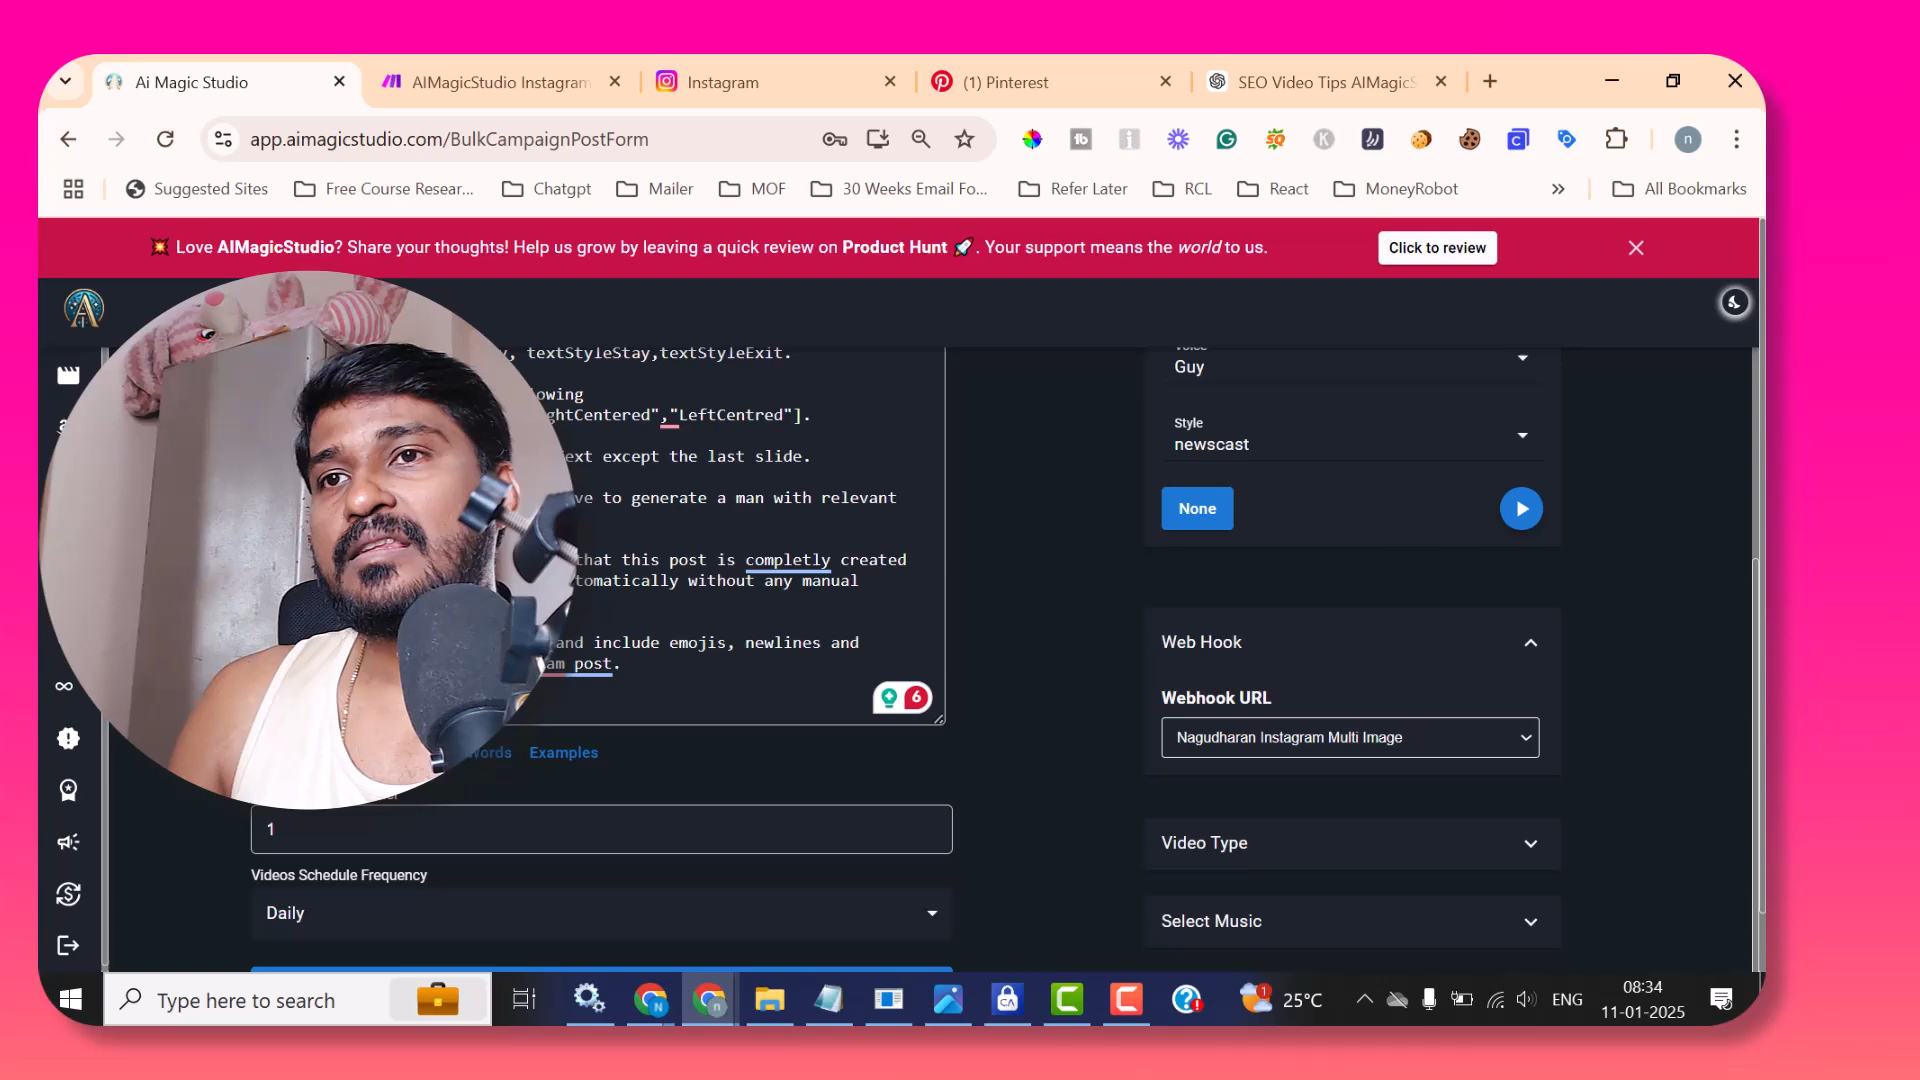 Ai Magic Studio
AIMagicStudio Instagram
Instagram
(1) Pinterest
SEO Video Tips AIMagicS
app.aimagicstudio.com/BulkCampaignPostForm
n
Suggested Sites
Free Course Resear...
Chatgpt
Mailer
MOF
30 Weeks Email Fo...
Refer Later
RCL
React
MoneyRobot
All Bookmarks
Love AIMagicStudio? Share your thoughts! Help us grow by leaving a quick review on Product Hunt 🚀. Your support means the world to us.
Click to review
, textStyleStay,textStyleExit.
owing
ghtCentered","LeftCentred"].
ext except the last slide.
ve to generate a man with relevant
that this post is completly created
tomatically without any manual
and include emojis, newlines and
am post.
6
words
Examples
1
Videos Schedule Frequency
Daily
Voice
Guy
Style
newscast
None
Web Hook
Webhook URL
Nagudharan Instagram Multi Image
Video Type
Select Music
Type here to search
1
25°C
ENG
08:34
11-01-2025